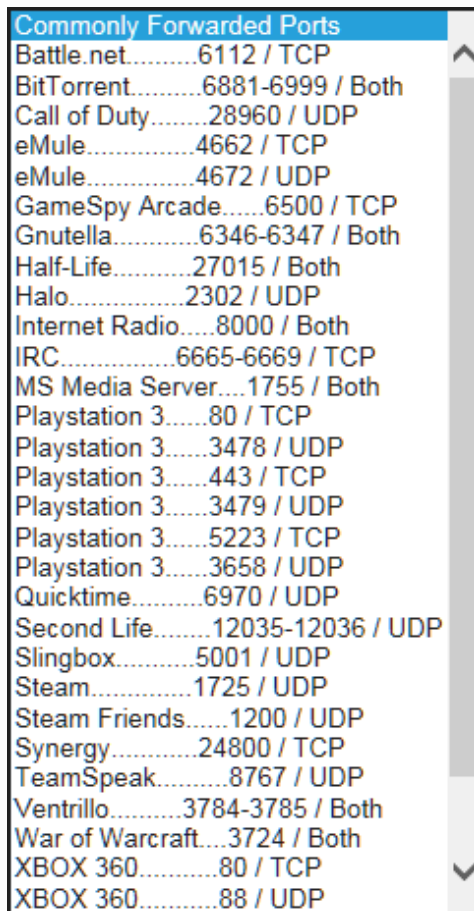 Commonly Forwarded Ports
Battle.net..........6112 / TCP
BitTorrent..........6881-6999 / Both
Call of Duty........28960 / UDP
eMule...............4662 / TCP
eMule...............4672 / UDP
GameSpy Arcade......6500 / TCP
Gnutella............6346-6347 / Both
Half-Life...........27015 / Both
Halo................2302 / UDP
Internet Radio.....8000 / Both
IRC................6665-6669 / TCP
MS Media Server....1755 / Both
Playstation 3......80 / TCP
Playstation 3......3478 / UDP
Playstation 3......443 / TCP
Playstation 3......3479 / UDP
Playstation 3......5223 / TCP
Playstation 3......3658 / UDP
Quicktime..........6970 / UDP
Second Life........12035-12036 / UDP
Slingbox...........5001 / UDP
Steam..............1725 / UDP
Steam Friends......1200 / UDP
Synergy............24800 / TCP
TeamSpeak..........8767 / UDP
Ventrillo..........3784-3785 / Both
War of Warcraft....3724 / Both
XBOX 360...........80 / TCP
XBOX 360...........88 / UDP